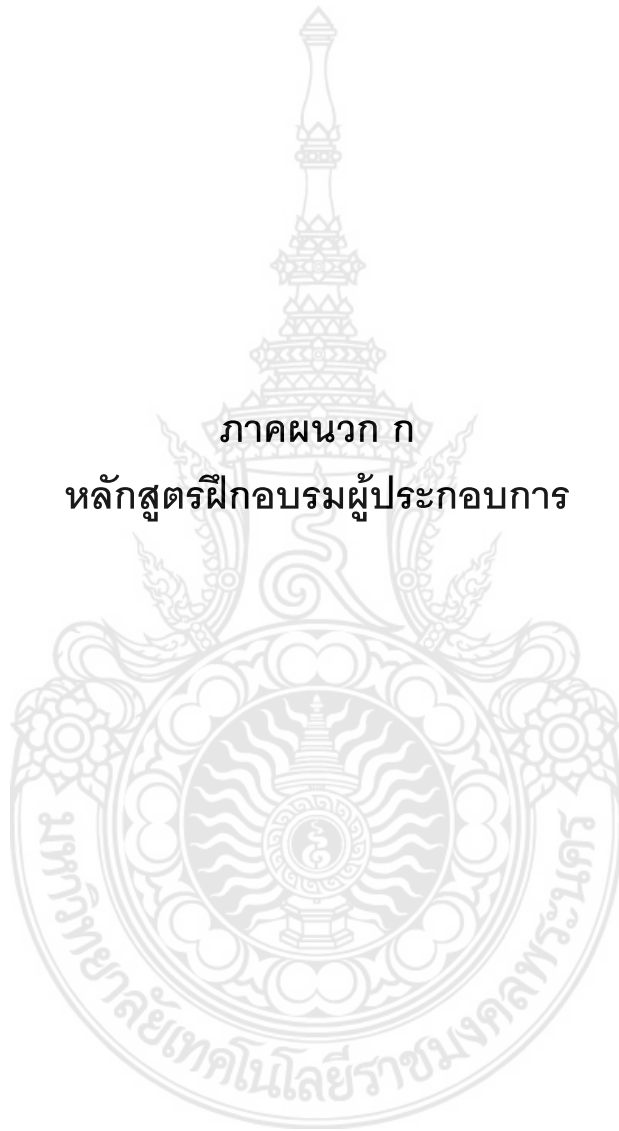 ภาคผนวก ก
หลักสูตรฝึกอบรมผู้ประกอบการ
มหาวิทยาลัยเทคโนโลยีราชมงคลพระนคร